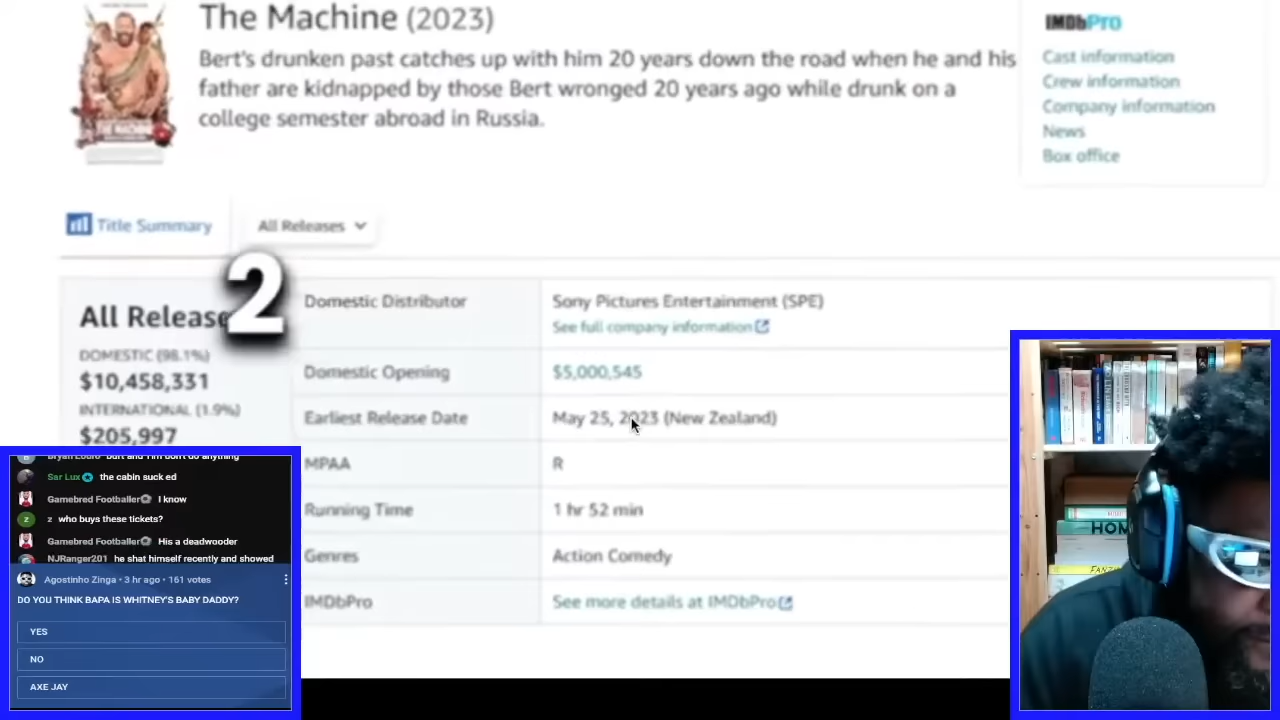 The Machine (2023)
Bert's drunken past catches up with him 20 years down the road when he and his
father are kidnapped by those Bert wronged 20 years ago while drunk on a
college semester abroad in Russia.
THE MACHINE
IMDbPro
Cast information
Crew information
Company information
News
Box office
Title Summary
All Releases
2
All Releas
DOMESTIC (98.1%)
$10,458,331
INTERNATIONAL (1.9%)
$205,997
Domestic Distributor
Sony Pictures Entertainment (SPE)
See full company information
Domestic Opening
$5,000,545
Earliest Release Date
May 25, 2023 (New Zealand)
MPAA
R
Running Time
1 hr 52 min
Genres
Action Comedy
IMDbPro
See more details at IMDbPro
don't do anything
Sar Lux the cabin suck ed
Gamebred Footballer I know
z who buys these tickets?
Gamebred Footballer His a deadwooder
NJRanger201 he shat himself recently and showed
Agostinho Zinga • 3 hr ago • 161 votes
DO YOU THINK BAPA IS WHITNEY'S BABY DADDY?
YES
NO
AXE JAY
HOM